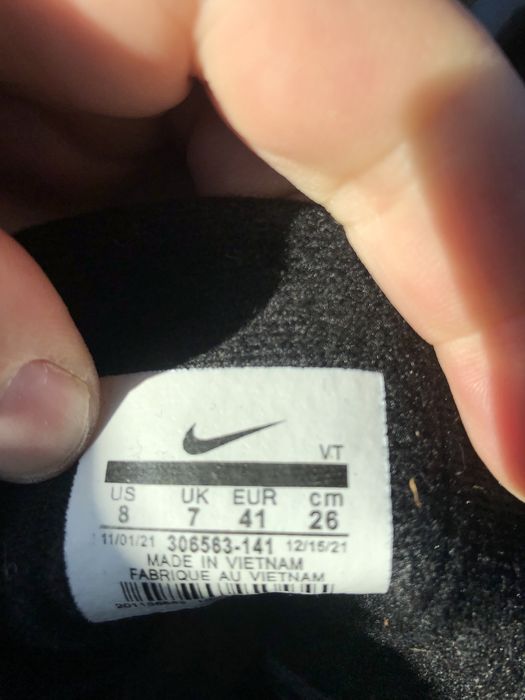 VT
US UK EUR cm
8 7 41 26
11/01/21 306563-141 12/15/21
MADE IN VIETNAM
FABRIQUE AU VIETNAM